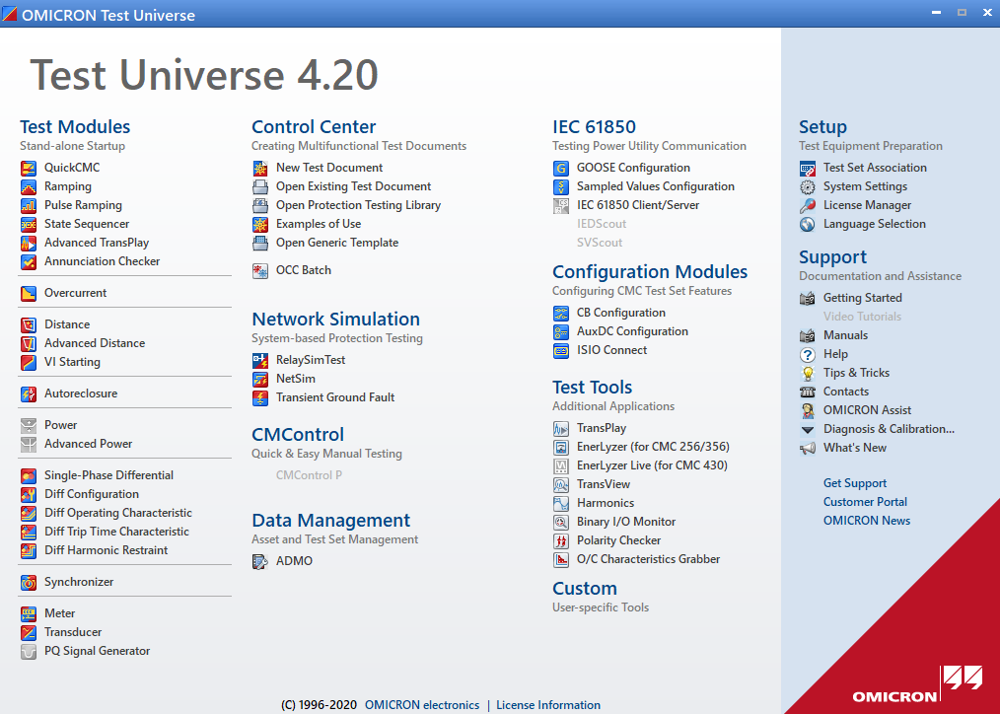 OMICRON Test Universe
Test Universe 4.20
Test Modules
Stand-alone Startup
QuickCMC
Ramping
Pulse Ramping
State Sequencer
Advanced TransPlay
Annunciation Checker
Overcurrent
Distance
Advanced Distance
VI Starting
Autoreclosure
Power
Advanced Power
Single-Phase Differential
Diff Configuration
Diff Operating Characteristic
Diff Trip Time Characteristic
Diff Harmonic Restraint
Synchronizer
Meter
Transducer
PQ Signal Generator
Control Center
Creating Multifunctional Test Documents
New Test Document
Open Existing Test Document
Open Protection Testing Library
Examples of Use
Open Generic Template
OCC Batch
Network Simulation
System-based Protection Testing
RelaySimTest
NetSim
Transient Ground Fault
CMControl
Quick & Easy Manual Testing
CMControl P
Data Management
Asset and Test Set Management
ADMO
IEC 61850
Testing Power Utility Communication
GOOSE Configuration
Sampled Values Configuration
IEC 61850 Client/Server
IEDScout
SVScout
Configuration Modules
Configuring CMC Test Set Features
CB Configuration
AuxDC Configuration
ISIO Connect
Test Tools
Additional Applications
TransPlay
EnerLyzer (for CMC 256/356)
EnerLyzer Live (for CMC 430)
TransView
Harmonics
Binary I/O Monitor
Polarity Checker
O/C Characteristics Grabber
Custom
User-specific Tools
Setup
Test Equipment Preparation
Test Set Association
System Settings
License Manager
Language Selection
Support
Documentation and Assistance
Getting Started
Video Tutorials
Manuals
Help
Tips & Tricks
Contacts
OMICRON Assist
Diagnosis & Calibration...
What's New
Get Support
Customer Portal
OMICRON News
OMICRON
(C) 1996-2020 OMICRON electronics | License Information